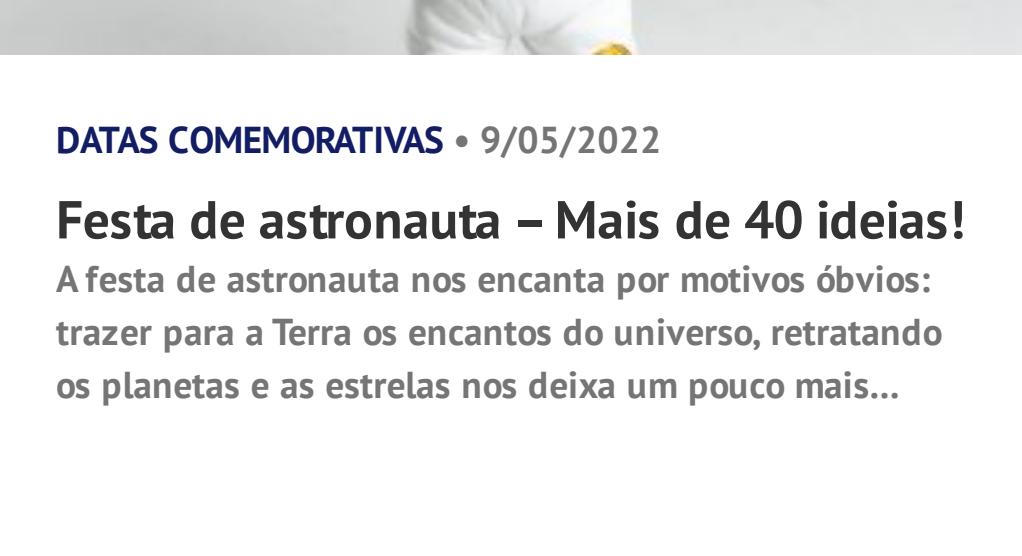 DATAS COMEMORATIVAS • 9/05/2022
Festa de astronauta – Mais de 40 ideias!
A festa de astronauta nos encanta por motivos óbvios:
trazer para a Terra os encantos do universo, retratando
os planetas e as estrelas nos deixa um pouco mais...